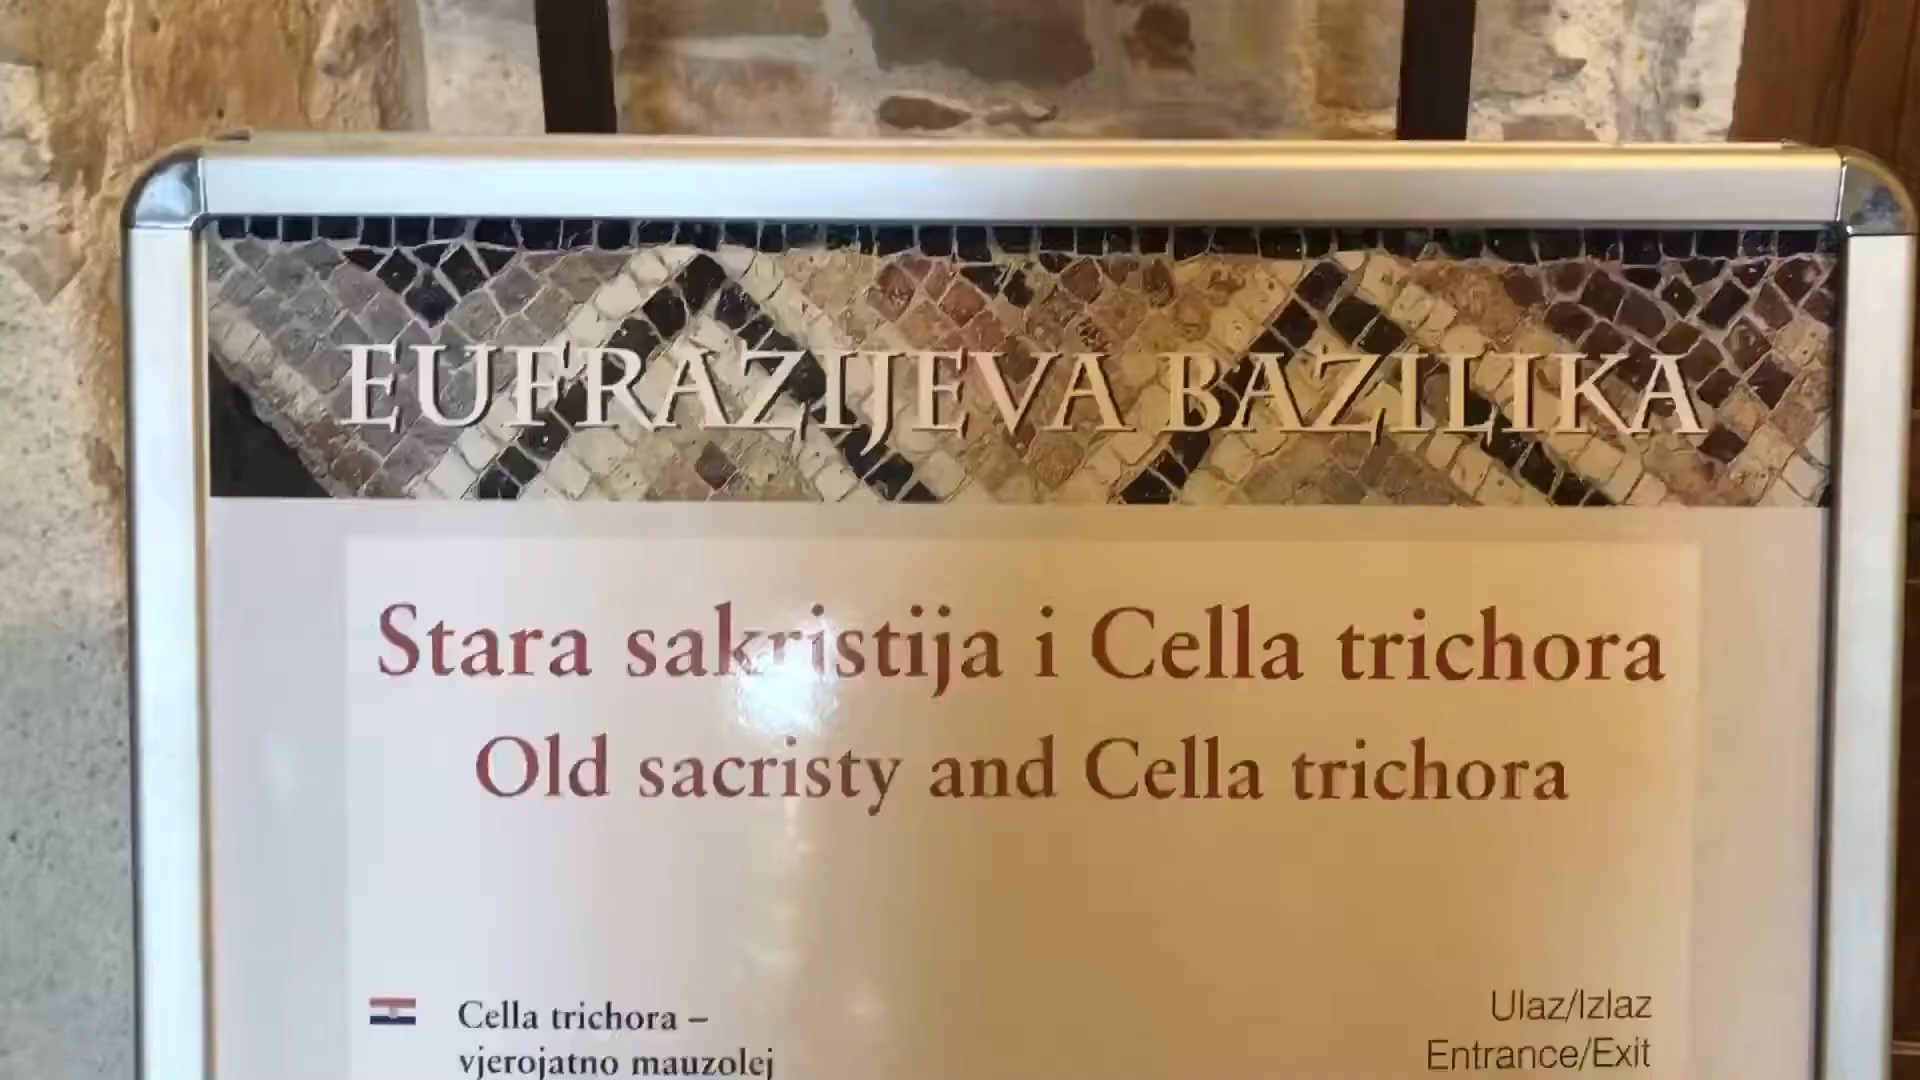 EUFRAZIJEVA BAZILIKA
Stara sakristija i Cella trichora
Old sacristy and Cella trichora
Cella trichora –
vjerojatno mauzolej
Ulaz/Izlaz
Entrance/Exit